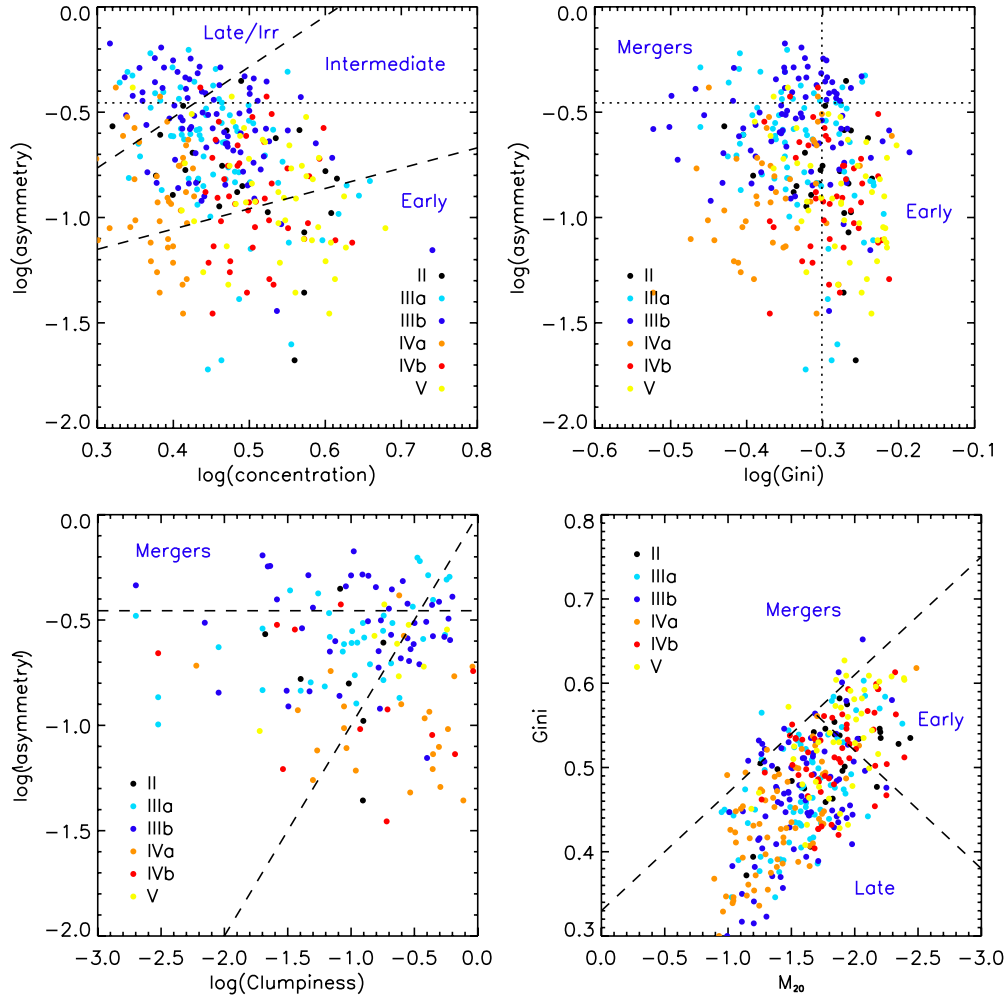 0.0
−0.5
−1.0
−1.5
−2.0
log(asymmetry)
Late/Irr
Intermediate
Early
II
IIIa
IIIb
IVa
IVb
V
0.3 0.4 0.5 0.6 0.7 0.8
log(concentration)
0.0
−0.5
−1.0
−1.5
−2.0
log(asymmetry)
Mergers
Early
II
IIIa
IIIb
IVa
IVb
V
−0.6 −0.5 −0.4 −0.3 −0.2 −0.1
log(Gini)
0.0
−0.5
−1.0
−1.5
−2.0
log(asymmetry)
Mergers
II
IIIa
IIIb
IVa
IVb
V
−3.0 −2.5 −2.0 −1.5 −1.0 −0.5 0.0
log(Clumpiness)
0.8
0.7
0.6
0.5
0.4
0.3
Gini
II
IIIa
IIIb
IVa
IVb
V
Mergers
Early
Late
0.0 −0.5 −1.0 −1.5 −2.0 −2.5 −3.0
M₂₀